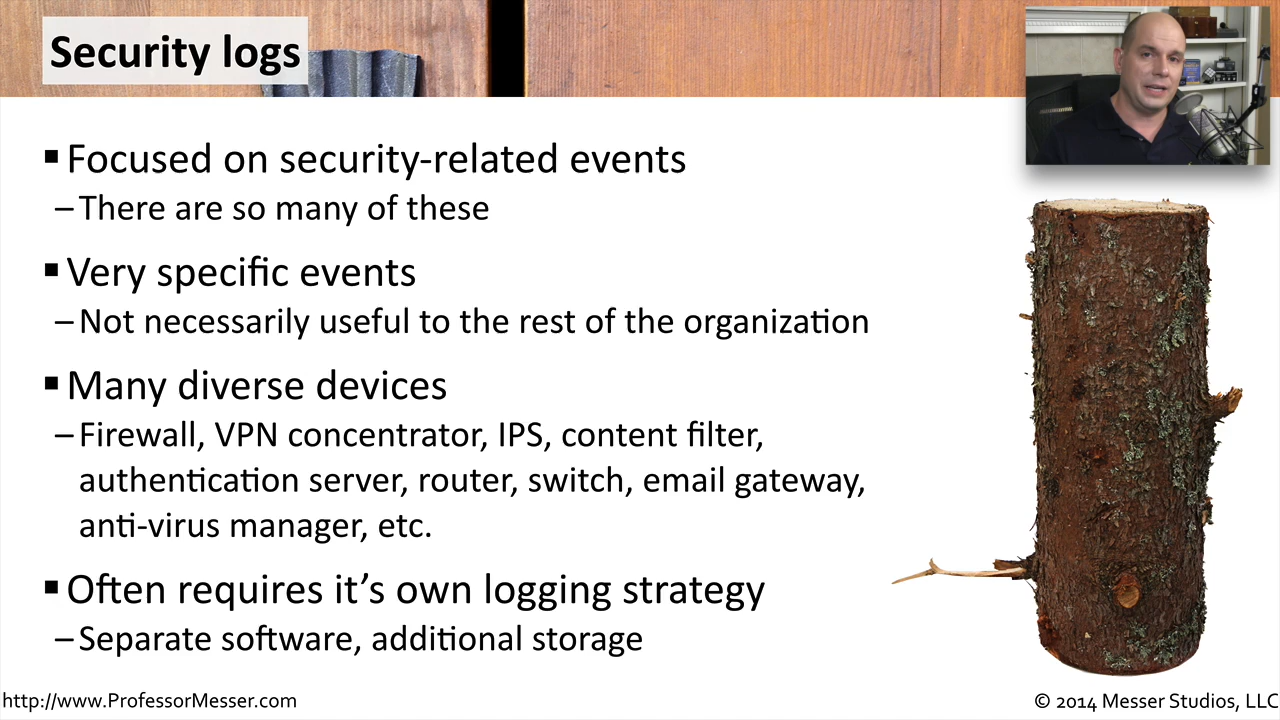 Security logs
▪ Focused on security-related events
– There are so many of these
▪ Very specific events
– Not necessarily useful to the rest of the organization
▪ Many diverse devices
– Firewall, VPN concentrator, IPS, content filter,
authentication server, router, switch, email gateway,
anti-virus manager, etc.
▪ Often requires it’s own logging strategy
– Separate software, additional storage
http://www.ProfessorMesser.com
© 2014 Messer Studios, LLC